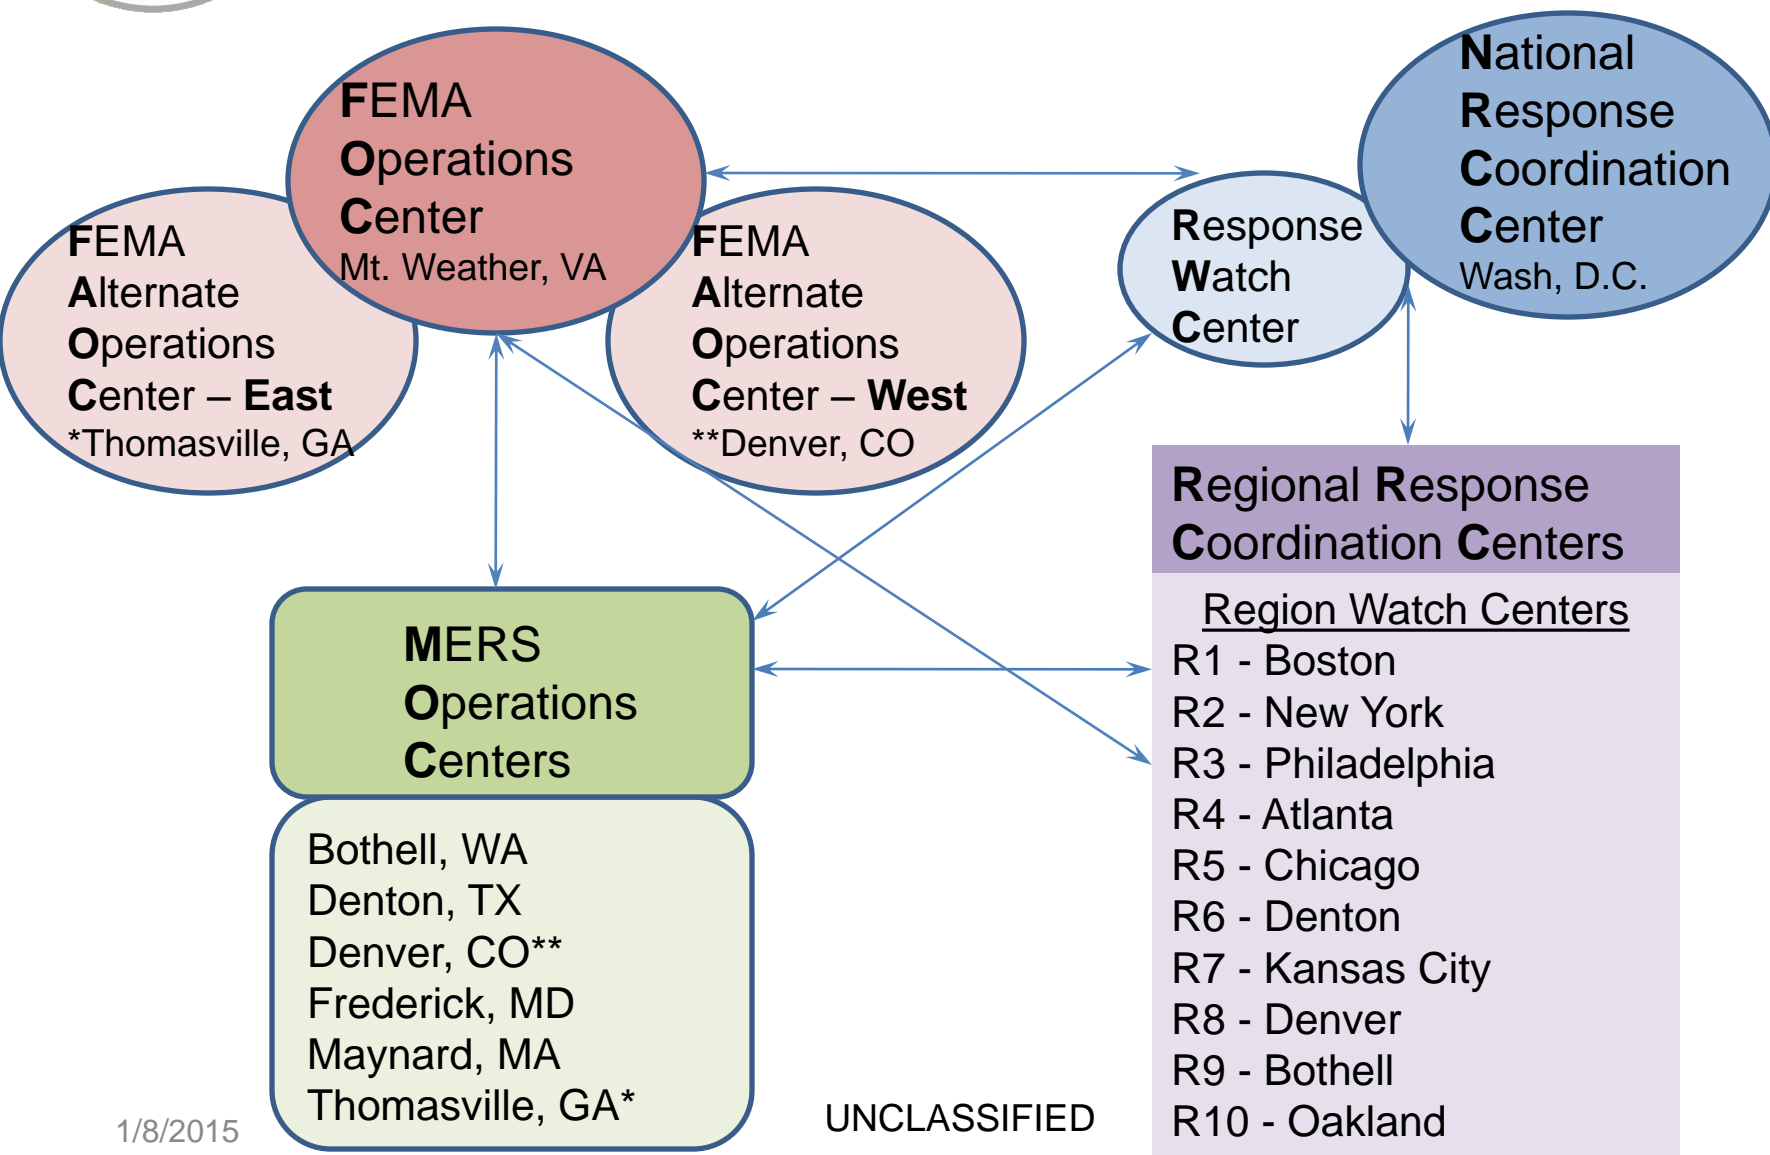 FEMA
Operations
Center
Mt. Weather, VA
FEMA
Alternate
Operations
Center – East
*Thomasville, GA
FEMA
Alternate
Operations
Center – West
**Denver, CO
Response
Watch
Center
National
Response
Coordination
Center
Wash, D.C.
MERS
Operations
Centers
Bothell, WA
Denton, TX
Denver, CO**
Frederick, MD
Maynard, MA
Thomasville, GA*
Regional Response
Coordination Centers
Region Watch Centers
R1 - Boston
R2 - New York
R3 - Philadelphia
R4 - Atlanta
R5 - Chicago
R6 - Denton
R7 - Kansas City
R8 - Denver
R9 - Bothell
R10 - Oakland
1/8/2015
UNCLASSIFIED